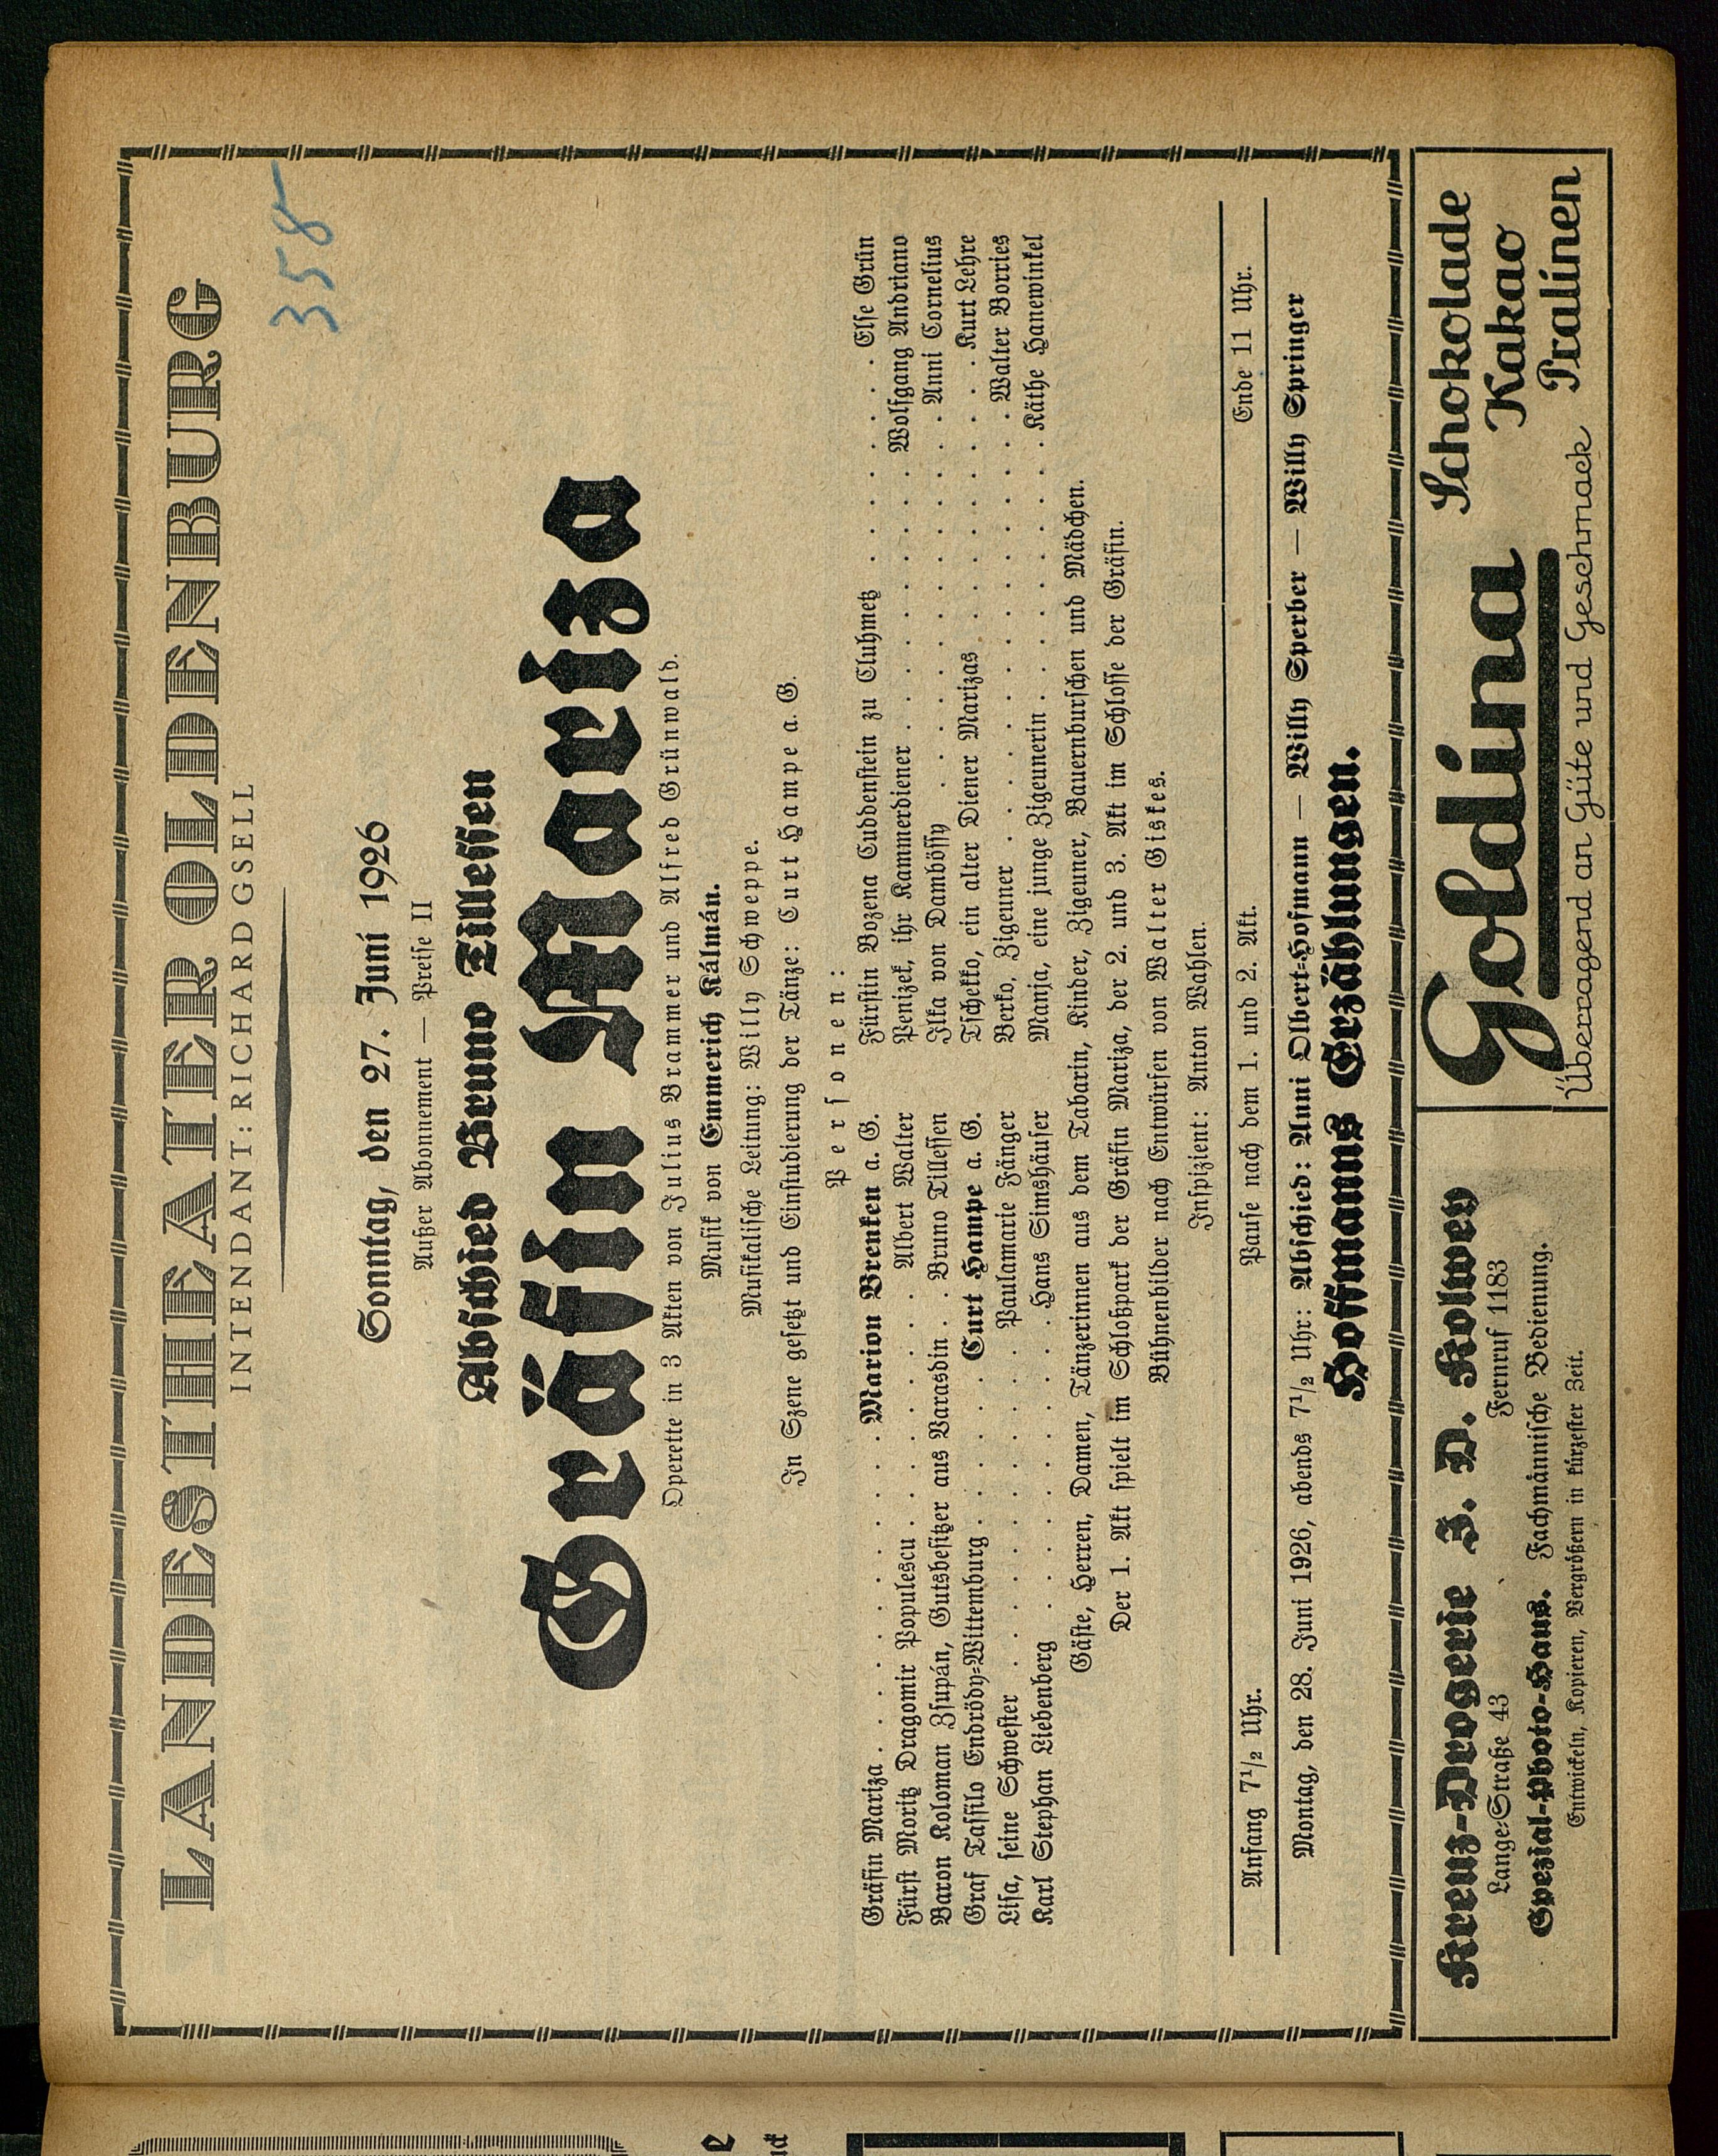 358
LANDESTHEATER OLDENBURG
INTENDANT: RICHARD GSELL
Sonntag, den 27. Juni 1926
Außer Abonnement — Preise II
Abschied Bruno Tillessen
Gräfin Mariza
Operette in 3 Akten von Julius Brammer und Alfred Grünwald.
Musik von Emmerich Kálmán.
Musikalische Leitung: Willy Schweppe.
In Szene gesetzt und Einstudierung der Tänze: Curt Hampe a. G.
Personen:
Gräfin Mariza . . . . . . . . . . Marion Brenken a. G.
Fürst Moritz Dragomir Populescu . . . . . . . Albert Walter
Baron Koloman Zsupán, Gutsbesitzer aus Varasdin . . Bruno Tillessen
Graf Tassilo Endrödy-Wittemburg . . . . . Curt Hampe a. G.
Lisa, seine Schwester . . . . . . . . . Paulamarie Fänger
Karl Stephan Liebenberg . . . . . . . . Hans Simshäuser
Fürstin Bozena Cuddenstein zu Cluhmetz . . . . . . . Else Grün
Penizek, ihr Kammerdiener . . . . . . . . Wolfgang Andriano
Ilka von Dambössy . . . . . . . . . . . Anni Cornelius
Tschekko, ein alter Diener Marizas . . . . . . . . Kurt Lehre
Berko, Zigeuner . . . . . . . . . . . . Walter Borries
Manja, eine junge Zigeunerin . . . . . . . . Käthe Hanewinkel
Gäste, Herren, Damen, Tänzerinnen aus dem Tabarin, Kinder, Zigeuner, Bauernburschen und Mädchen.
Der 1. Akt spielt im Schloßpark der Gräfin Mariza, der 2. und 3. Akt im Schlosse der Gräfin.
Bühnenbilder nach Entwürfen von Walter Giskes.
Inspizient: Anton Wahlen.
Anfang 7½ Uhr. Pause nach dem 1. und 2. Akt. Ende 11 Uhr.
Montag, den 28. Juni 1926, abends 7½ Uhr: Abschied: Anni Olbert-Hofmann — Willy Sperber — Willy Springer
Hoffmanns Erzählungen.
Kreuz-Drogerie J. D. Kolwey
Lange-Straße 43 Fernruf 1183
Spezial-Photo-Haus. Fachmännische Bedienung.
Entwickeln, Kopieren, Vergrößern in kürzester Zeit.
Goldina Schokolade
Kakao
Pralinen
Überragend an Güte und Geschmack